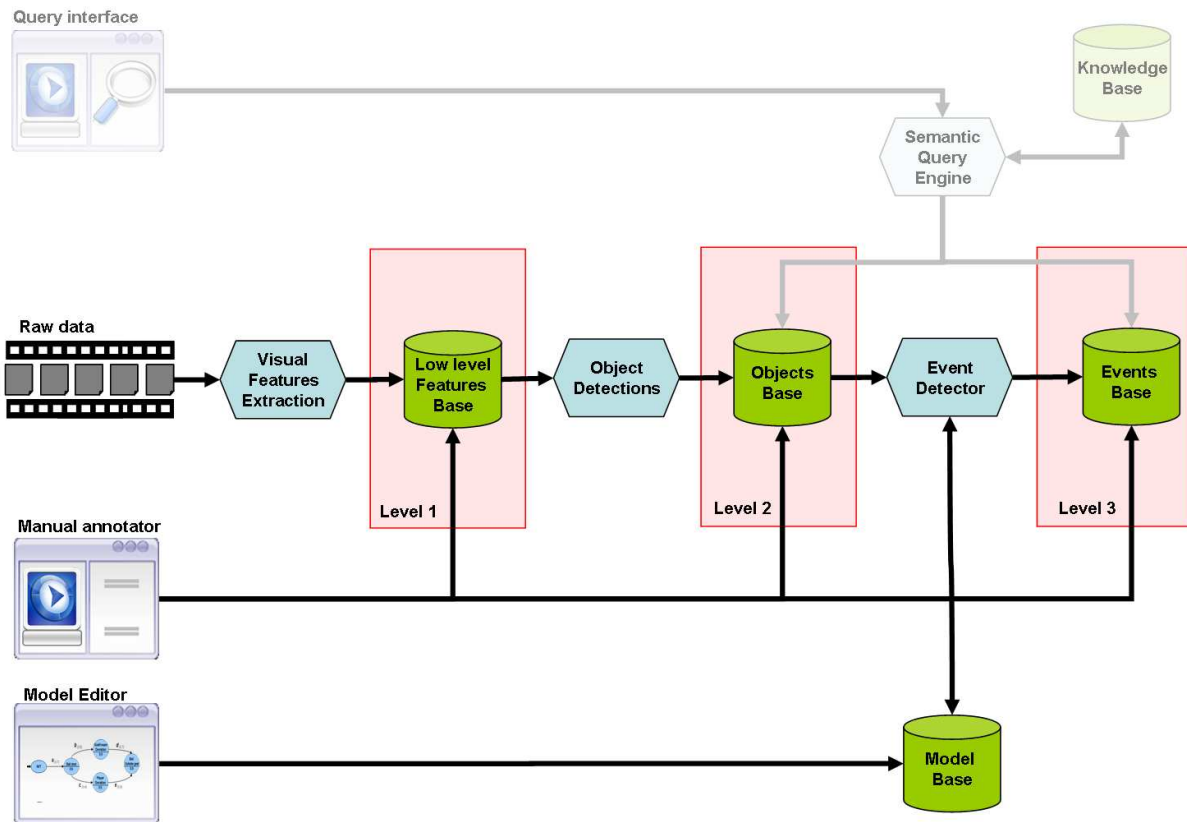 Query interface
Knowledge
Base
Semantic
Query
Engine
Raw data
Visual
Features
Extraction
Low level
Features
Base
Object
Detections
Objects
Base
Event
Detector
Events
Base
Level 1
Level 2
Level 3
Manual annotator
Model Editor
Model
Base